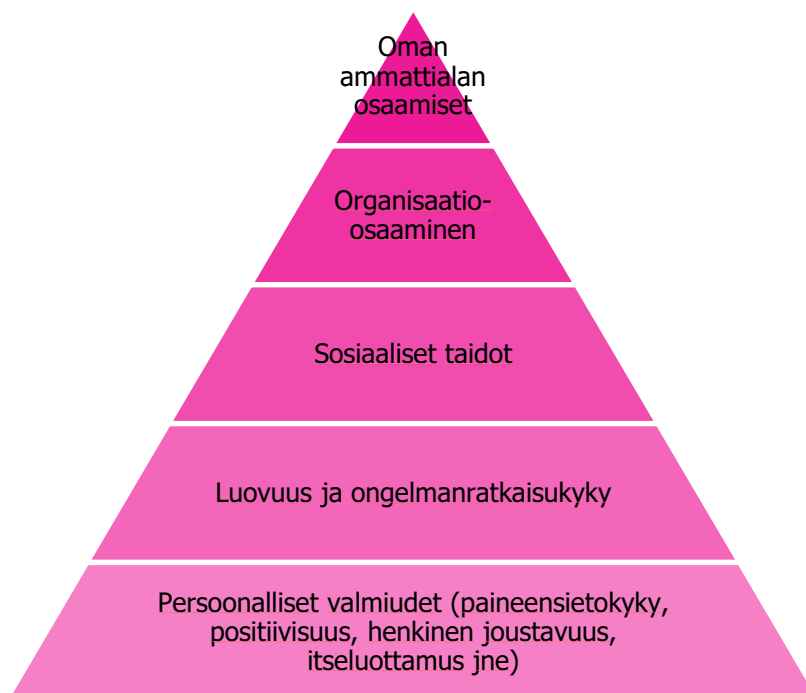 Oman
ammattialan
osaamiset
Organisaatio-
osaaminen
Sosiaaliset taidot
Luovuus ja ongelmanratkaisukyky
Persoonalliset valmiudet (paineensietokyky,
positiivisuus, henkinen joustavuus,
itseluottamus jne)